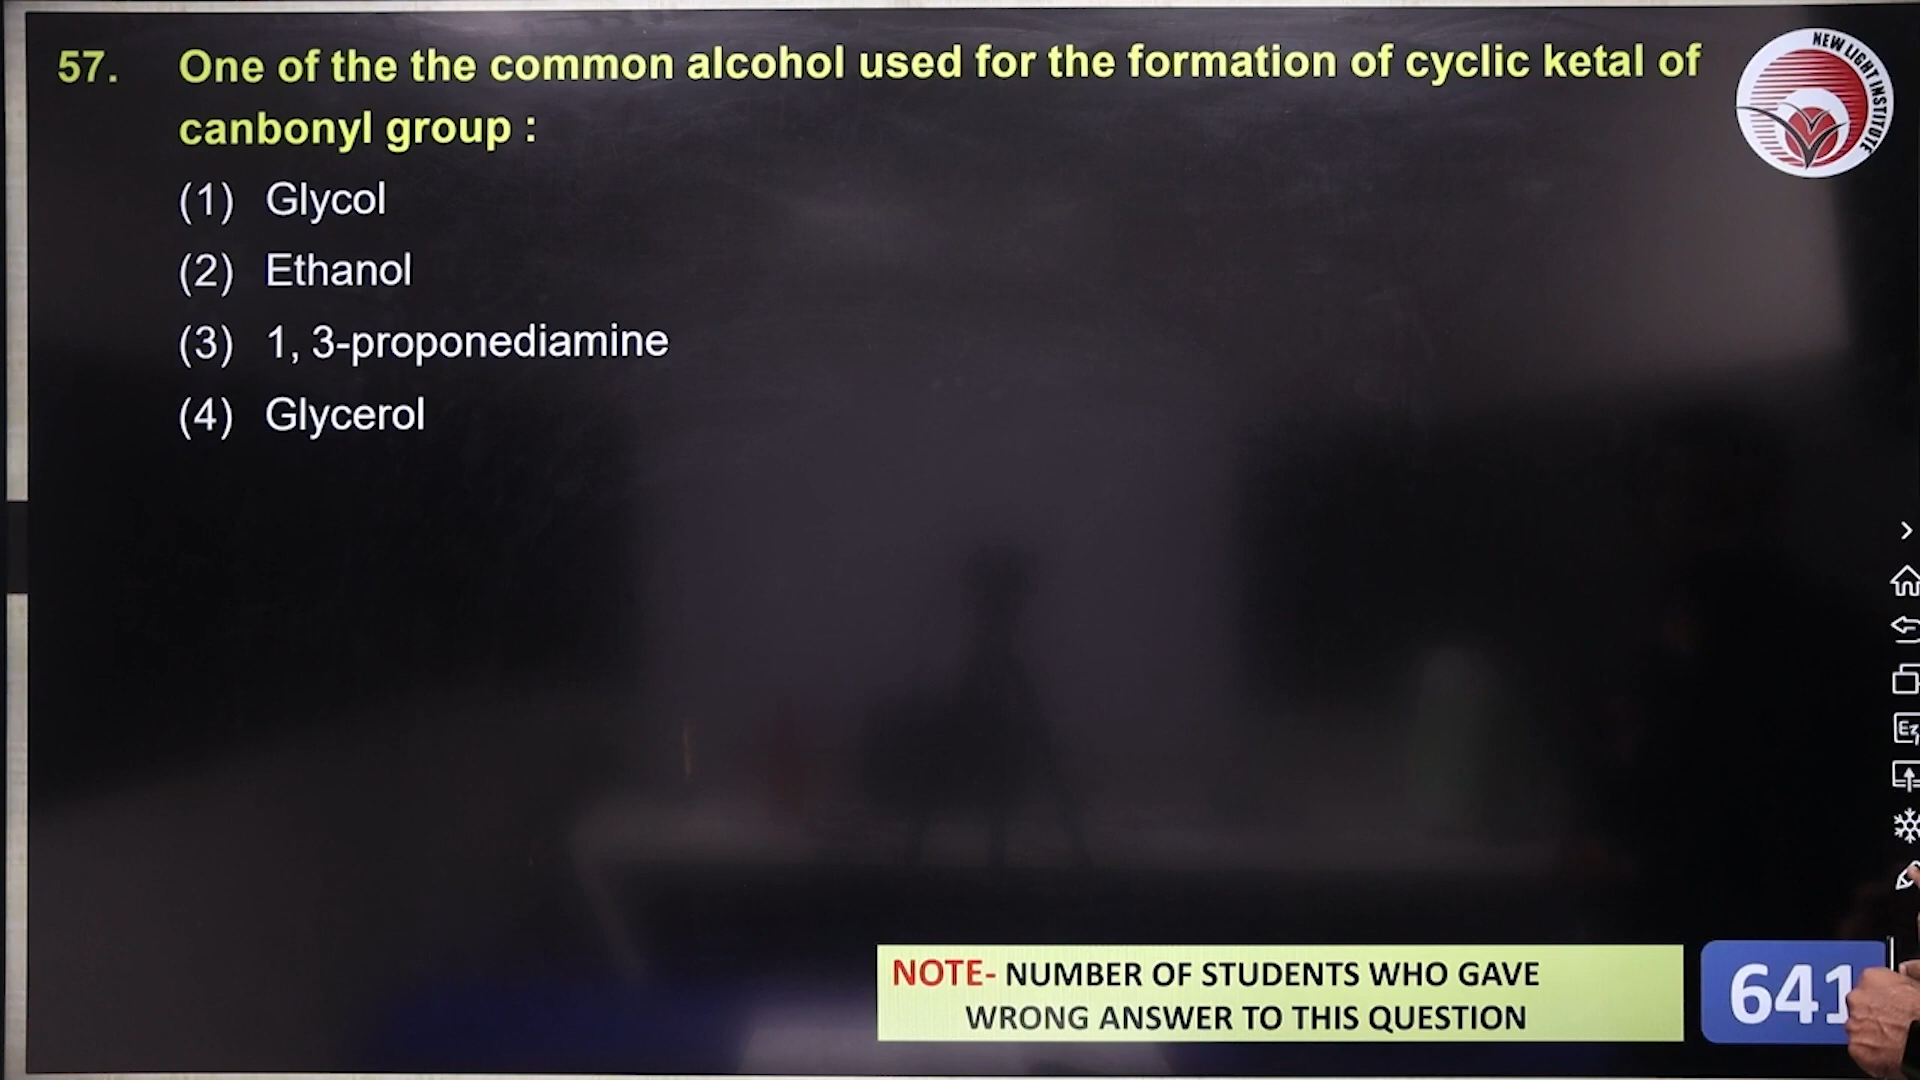 57. One of the the common alcohol used for the formation of cyclic ketal of
canbonyl group :
(1) Glycol
(2) Ethanol
(3) 1, 3-proponediamine
(4) Glycerol
NEW LIGHT INSTITUTE
NOTE- NUMBER OF STUDENTS WHO GAVE
WRONG ANSWER TO THIS QUESTION
641